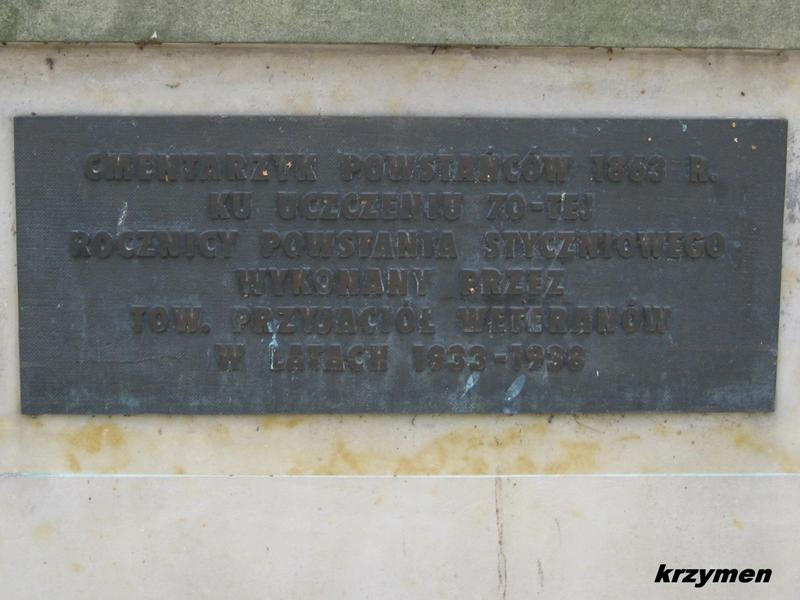 CMENTARZYK POWSTAŃCÓW 1863 R.
KU UCZCZENIU 70-TEJ
ROCZNICY POWSTANIA STYCZNIOWEGO
WYKONANY PRZEZ
TOW. PRZYJACIÓŁ WETERANÓW
W LATACH 1933-1938
krzymen